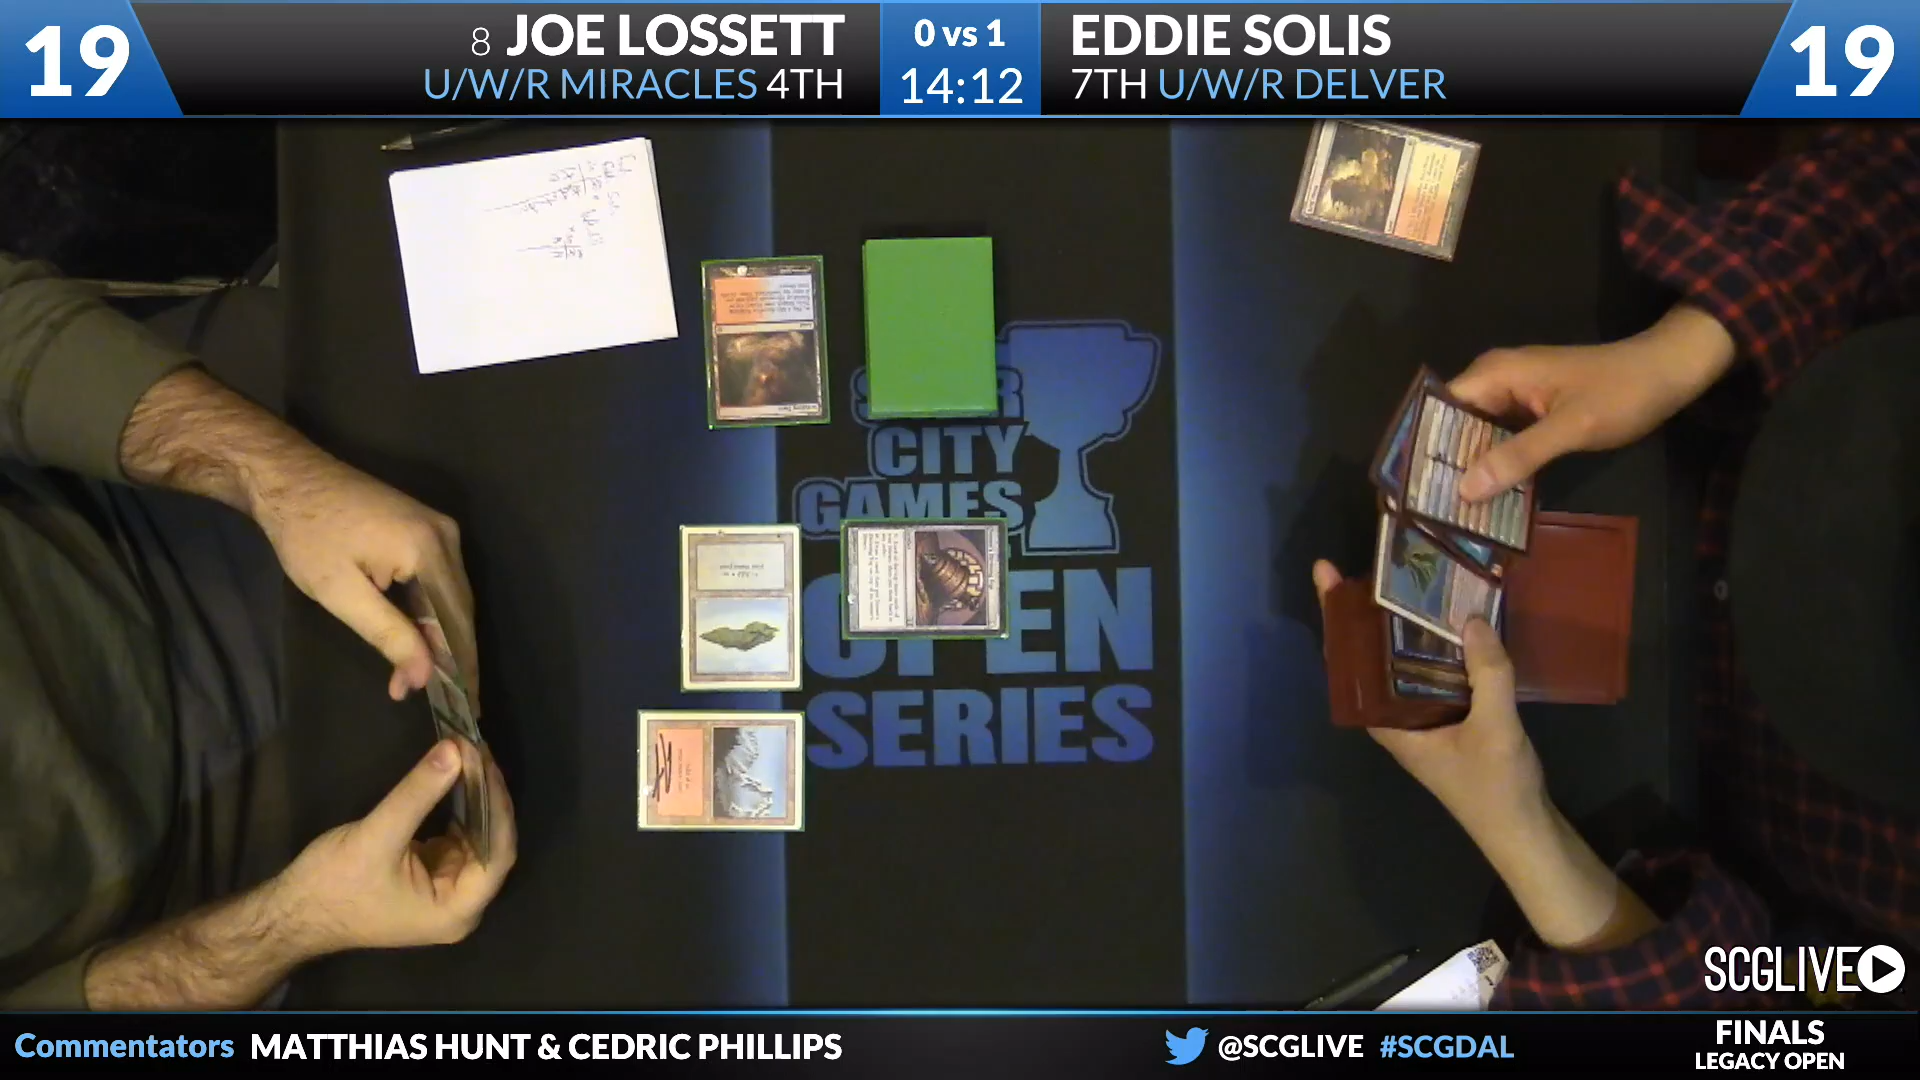 19
8 JOE LOSSETT
U/W/R MIRACLES 4TH
0 vs 1
14:12
EDDIE SOLIS
7TH U/W/R DELVER
19
STAR
CITY
GAMES
OPEN
SERIES
SCGLIVE
Commentators MATTHIAS HUNT & CEDRIC PHILLIPS
@SCGLIVE #SCGDAL
FINALS
LEGACY OPEN